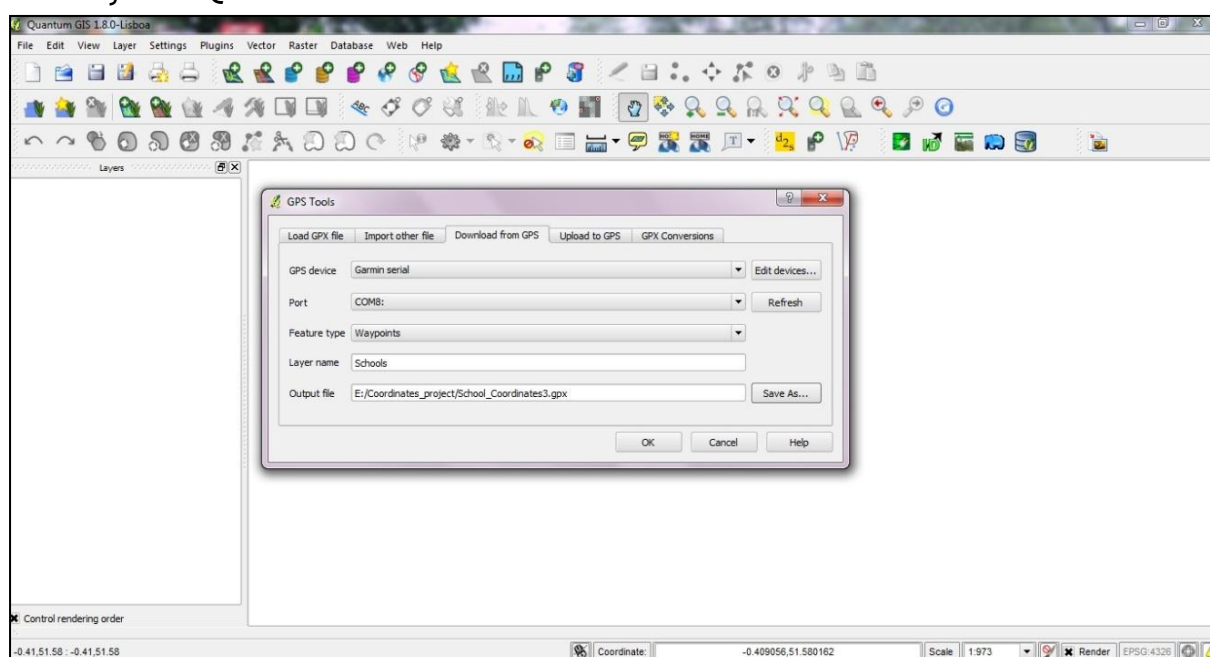 Quantum GIS 1.8.0-Lisboa
File Edit View Layer Settings Plugins Vector Raster Database Web Help
Layers
GPS Tools
Load GPX file Import other file Download from GPS Upload to GPS GPX Conversions
GPS device Garmin serial Edit devices...
Port COM8: Refresh
Feature type Waypoints
Layer name Schools
Output file E:/Coordinates_project/School_Coordinates3.gpx Save As...
OK Cancel Help
Control rendering order
-0.41,51.58 : -0.41,51.58 Coordinate: -0.409056,51.580162 Scale 1:973 Render EPSG:4326